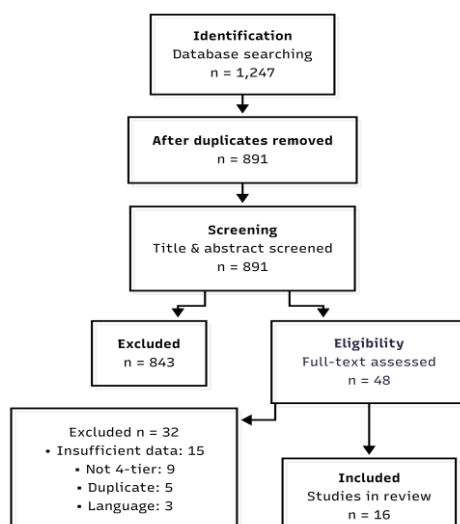 Identification
Database searching
n = 1,247
After duplicates removed
n = 891
Screening
Title & abstract screened
n = 891
Excluded
n = 843
Eligibility
Full-text assessed
n = 48
Excluded n = 32
▪ Insufficient data: 15
▪ Not 4-tier: 9
▪ Duplicate: 5
▪ Language: 3
Included
Studies in review
n = 16